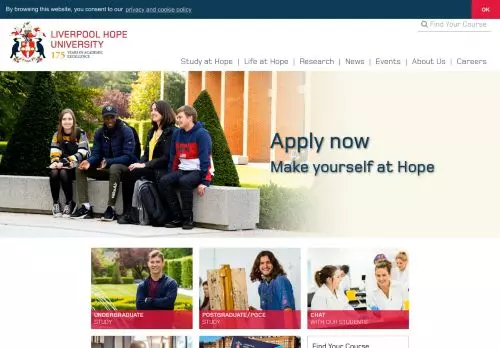 By browsing this website, you consent to our privacy and cookie policy
OK
LIVERPOOL HOPE
UNIVERSITY
175 YEARS OF ACADEMIC
EXCELLENCE
Find Your Course
Study at Hope | Life at Hope | Research | News | Events | About Us | Careers
Apply now
Make yourself at Hope
UNDERGRADUATE
STUDY
POSTGRADUATE/PGCE
STUDY
CHAT
WITH OUR STUDENTS
Find Your Course